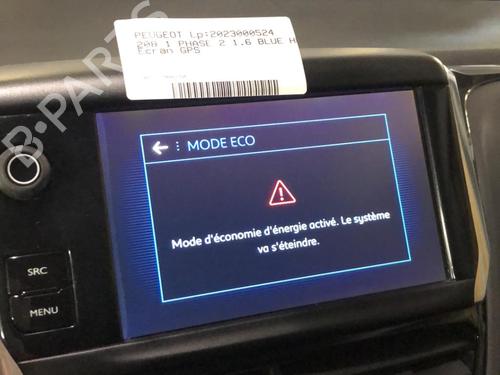 PEUGEOT Lp:2023000524
208 1 PHASE 2 1.6 BLUE H
Ecran GPS
B-PARTS
MODE ECO
Mode d'économie d'énergie activé. Le système
va s'éteindre.
SRC
MENU